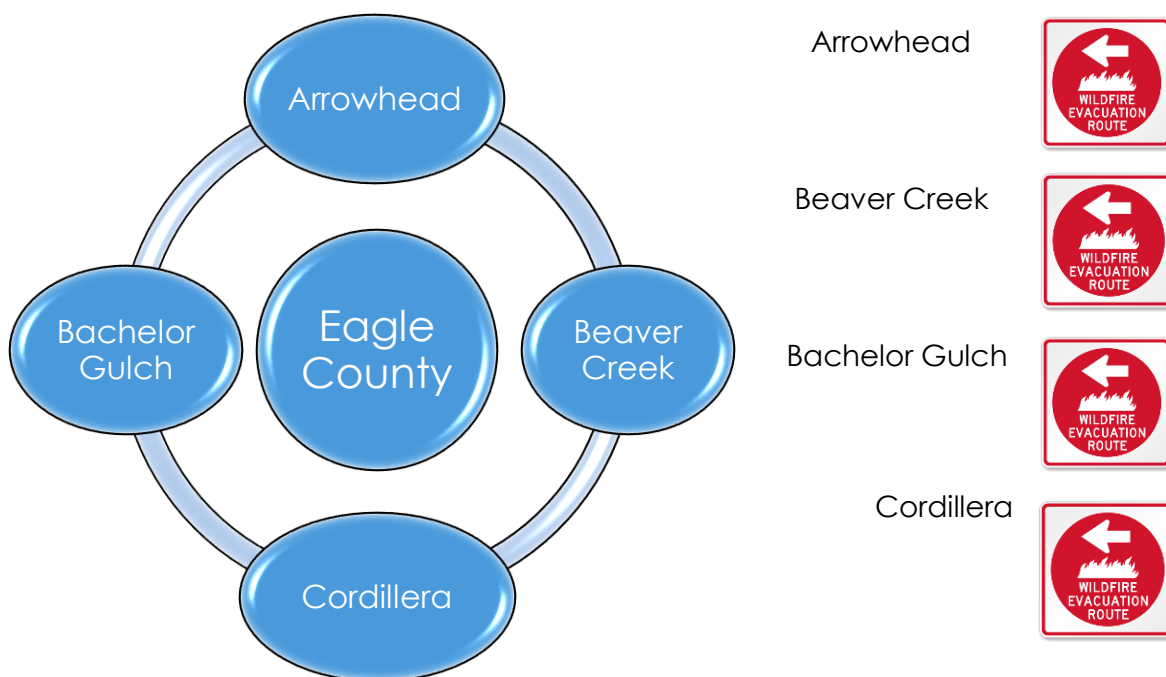 Arrowhead
Bachelor
Gulch
Eagle
County
Beaver
Creek
Cordillera
Arrowhead
WILDFIRE
EVACUATION
ROUTE
Beaver Creek
WILDFIRE
EVACUATION
ROUTE
Bachelor Gulch
WILDFIRE
EVACUATION
ROUTE
Cordillera
WILDFIRE
EVACUATION
ROUTE